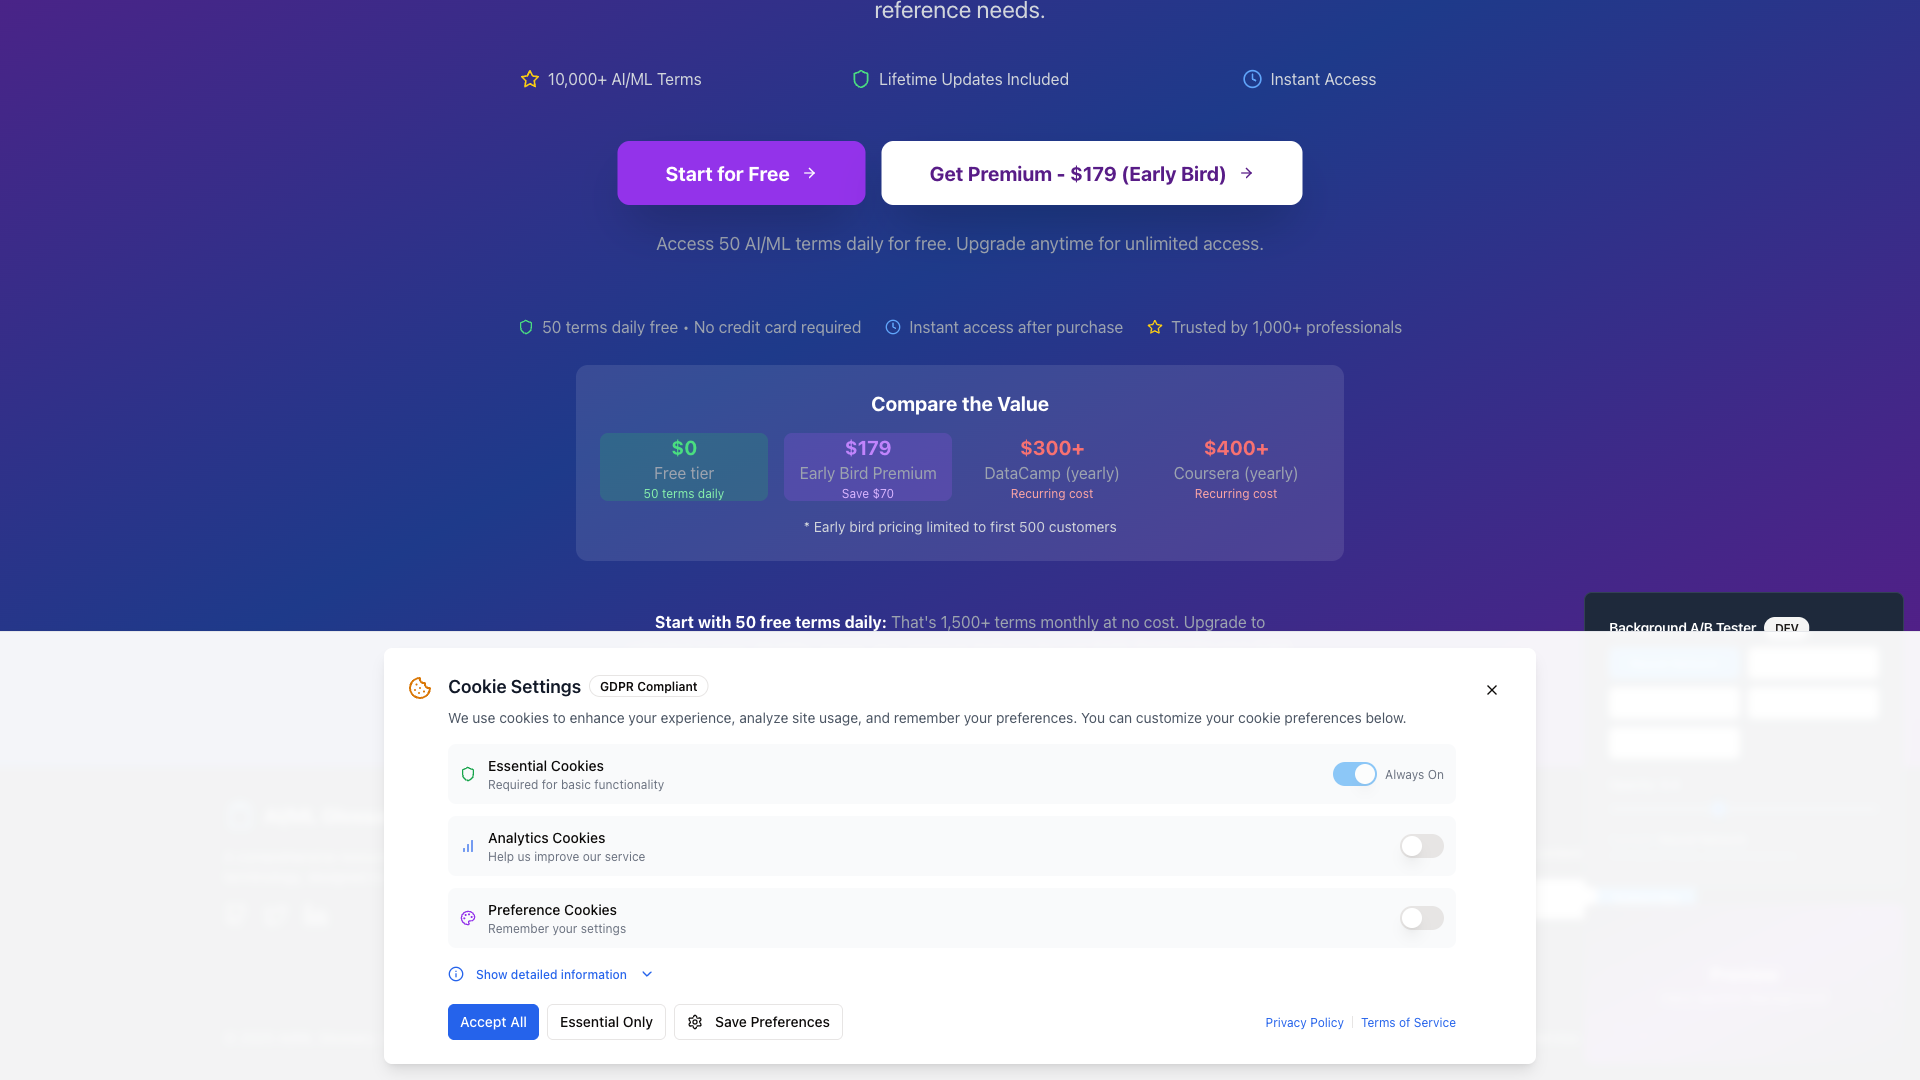 reference needs.
10,000+ AI/ML Terms
Lifetime Updates Included
Instant Access
Start for Free
Get Premium - $179 (Early Bird)
Access 50 AI/ML terms daily for free. Upgrade anytime for unlimited access.
50 terms daily free • No credit card required
Instant access after purchase
Trusted by 1,000+ professionals
Compare the Value
$0
Free tier
50 terms daily
$179
Early Bird Premium
Save $70
$300+
DataCamp (yearly)
Recurring cost
$400+
Coursera (yearly)
Recurring cost
* Early bird pricing limited to first 500 customers
Start with 50 free terms daily: That's 1,500+ terms monthly at no cost. Upgrade to
Background A/B Tester
DEV
Cookie Settings
GDPR Compliant
We use cookies to enhance your experience, analyze site usage, and remember your preferences. You can customize your cookie preferences below.
Essential Cookies
Required for basic functionality
Always On
Analytics Cookies
Help us improve our service
Preference Cookies
Remember your settings
Show detailed information
Accept All
Essential Only
Save Preferences
Privacy Policy
Terms of Service